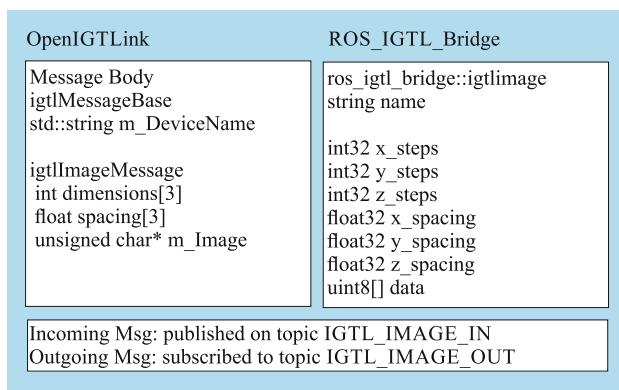 OpenIGTLink
Message Body
igtlMessageBase
std::string m_DeviceName
igtlImageMessage
int dimensions[3]
float spacing[3]
unsigned char* m_Image
ROS_IGTL_Bridge
ros_igtl_bridge::igtlimage
string name
int32 x_steps
int32 y_steps
int32 z_steps
float32 x_spacing
float32 y_spacing
float32 z_spacing
uint8[] data
Incoming Msg: published on topic IGTL_IMAGE_IN
Outgoing Msg: subscribed to topic IGTL_IMAGE_OUT